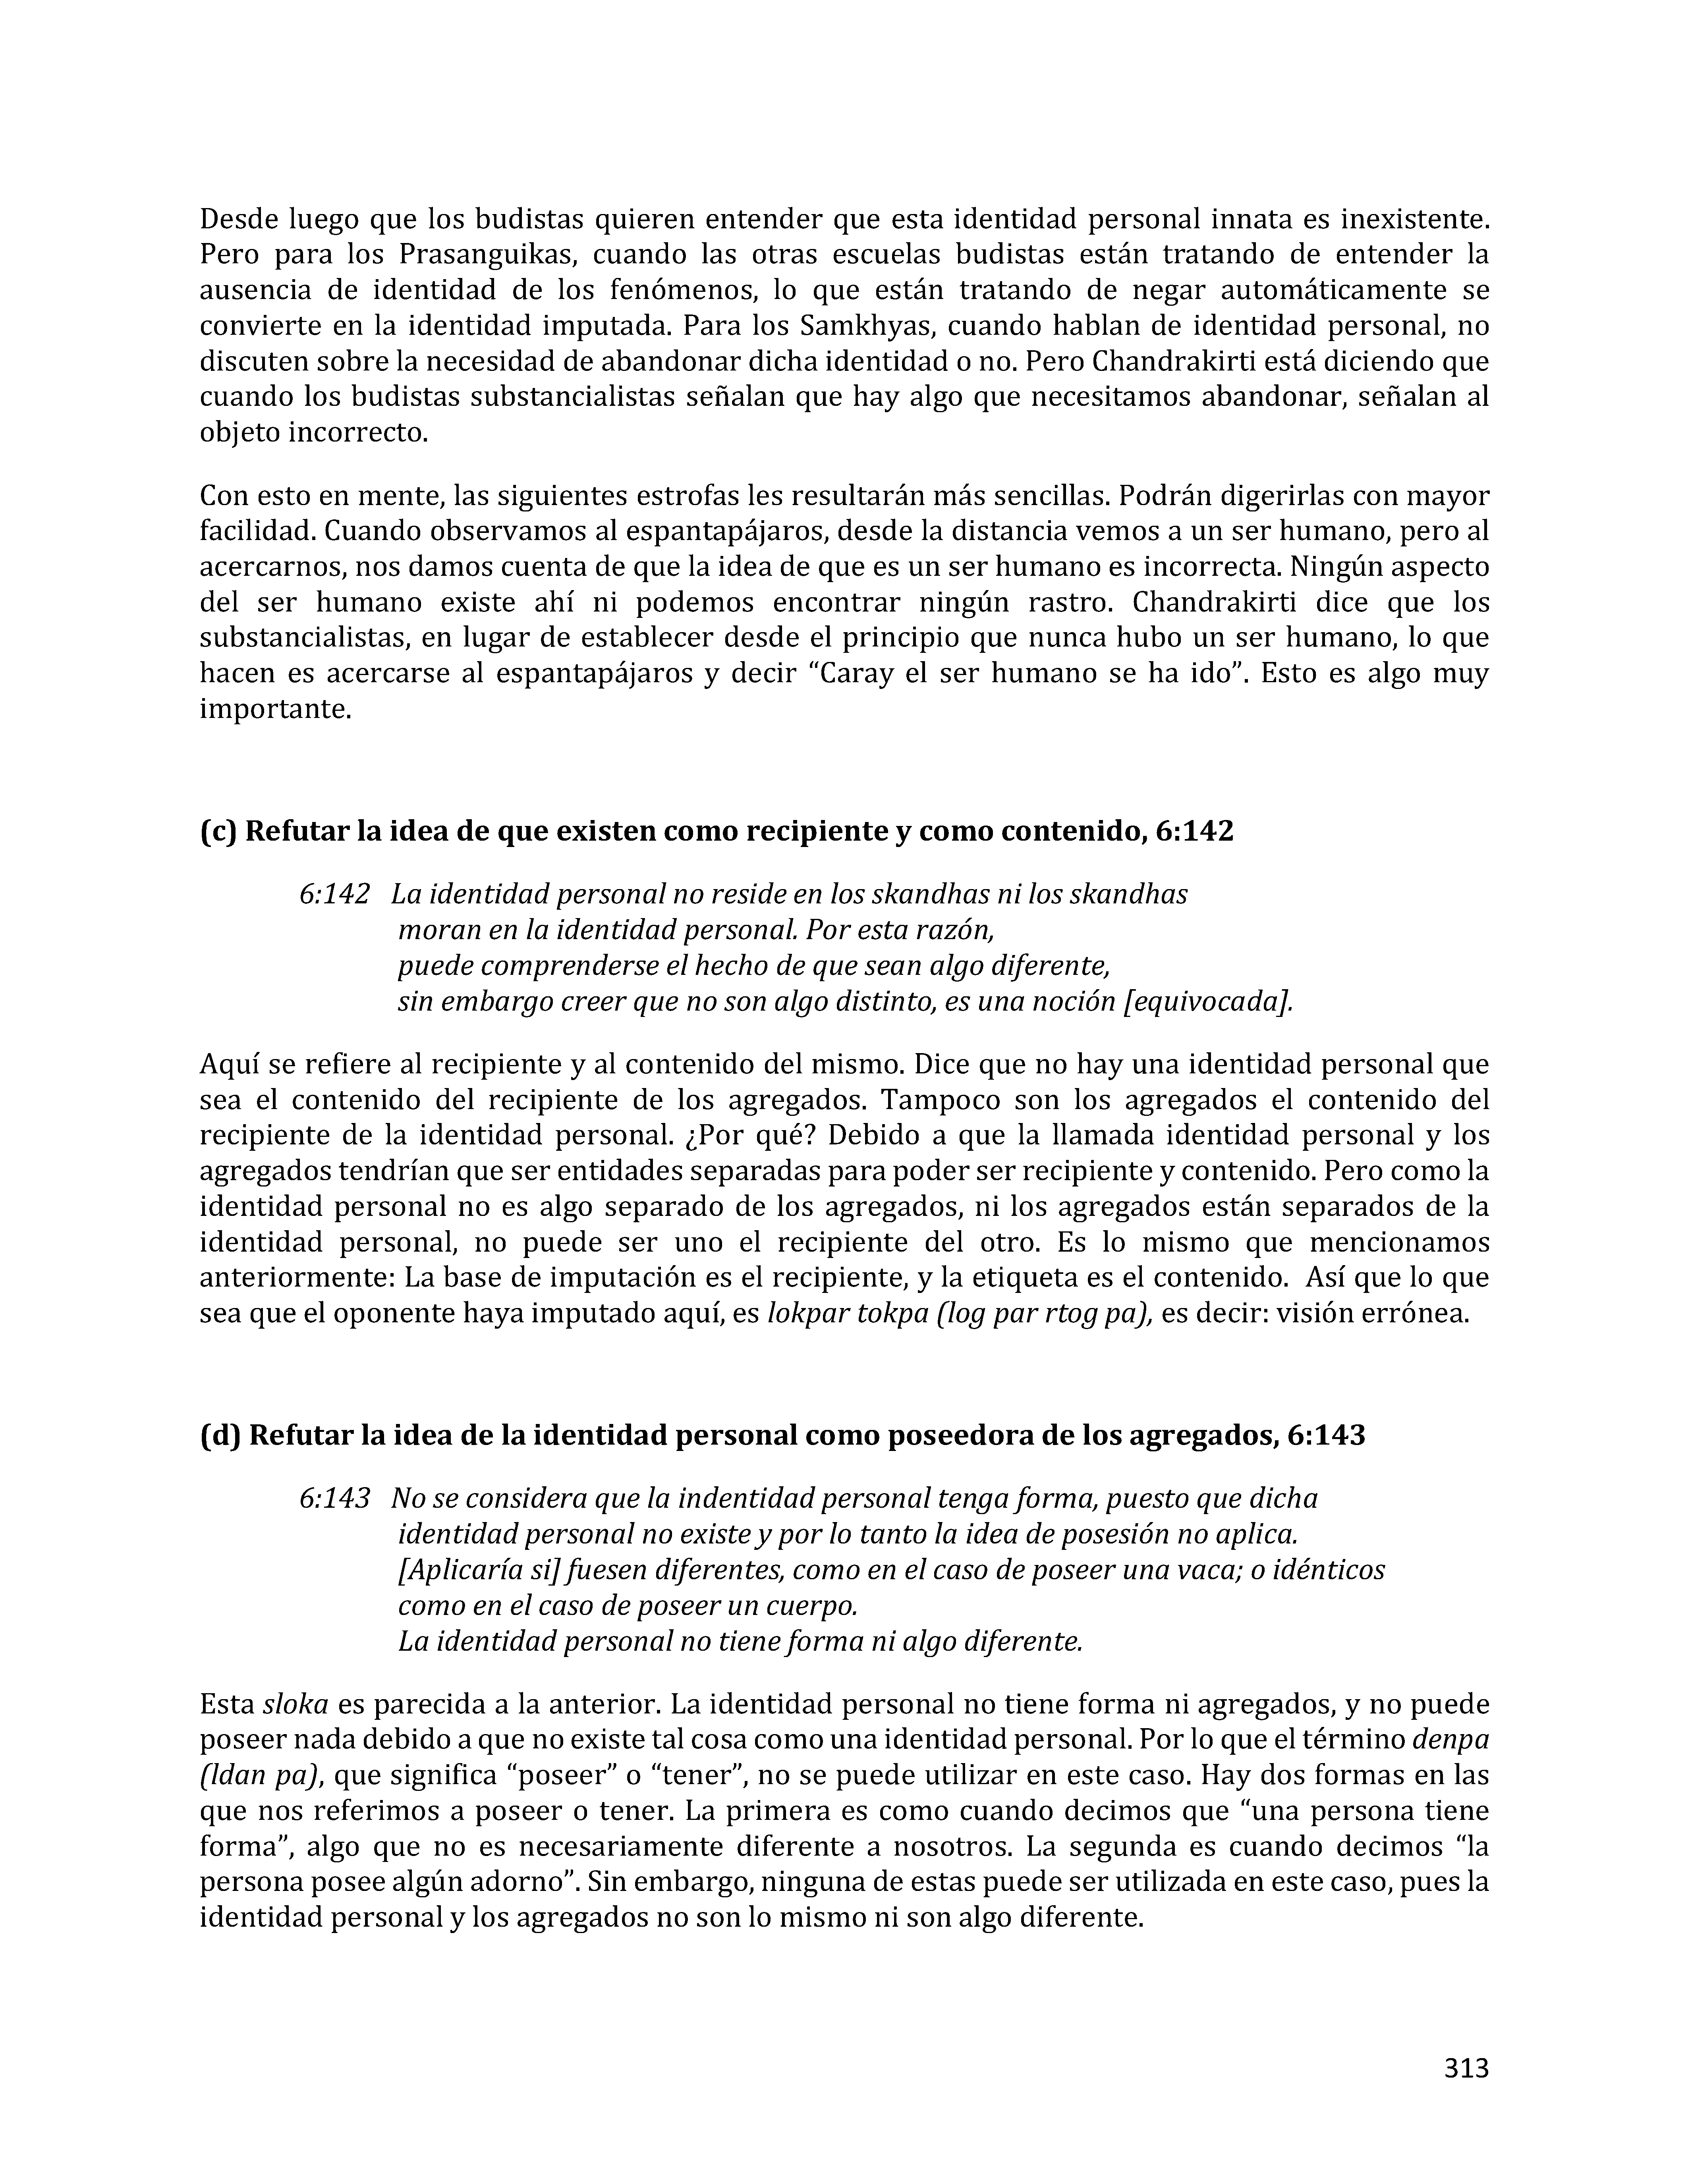 Desde luego que los budistas quieren entender que esta identidad personal innata es inexistente.
Pero para los Prasanguikas, cuando las otras escuelas budistas están tratando de entender la
ausencia de identidad de los fenómenos, lo que están tratando de negar automáticamente se
convierte en la identidad imputada. Para los Samkhyas, cuando hablan de identidad personal, no
discuten sobre la necesidad de abandonar dicha identidad o no. Pero Chandrakirti está diciendo que
cuando los budistas substancialistas señalan que hay algo que necesitamos abandonar, señalan al
objeto incorrecto.
Con esto en mente, las siguientes estrofas les resultarán más sencillas. Podrán digerirlas con mayor
facilidad. Cuando observamos al espantapájaros, desde la distancia vemos a un ser humano, pero al
acercarnos, nos damos cuenta de que la idea de que es un ser humano es incorrecta. Ningún aspecto
del ser humano existe ahí ni podemos encontrar ningún rastro. Chandrakirti dice que los
substancialistas, en lugar de establecer desde el principio que nunca hubo un ser humano, lo que
hacen es acercarse al espantapájaros y decir “Caray el ser humano se ha ido”. Esto es algo muy
importante.
(c) Refutar la idea de que existen como recipiente y como contenido, 6:142
6:142 La identidad personal no reside en los skandhas ni los skandhas
moran en la identidad personal. Por esta razón,
puede comprenderse el hecho de que sean algo diferente,
sin embargo creer que no son algo distinto, es una noción [equivocada].
Aquí se refiere al recipiente y al contenido del mismo. Dice que no hay una identidad personal que
sea el contenido del recipiente de los agregados. Tampoco son los agregados el contenido del
recipiente de la identidad personal. ¿Por qué? Debido a que la llamada identidad personal y los
agregados tendrían que ser entidades separadas para poder ser recipiente y contenido. Pero como la
identidad personal no es algo separado de los agregados, ni los agregados están separados de la
identidad personal, no puede ser uno el recipiente del otro. Es lo mismo que mencionamos
anteriormente: La base de imputación es el recipiente, y la etiqueta es el contenido. Así que lo que
sea que el oponente haya imputado aquí, es lokpar tokpa (log par rtog pa), es decir: visión errónea.
(d) Refutar la idea de la identidad personal como poseedora de los agregados, 6:143
6:143 No se considera que la indentidad personal tenga forma, puesto que dicha
identidad personal no existe y por lo tanto la idea de posesión no aplica.
[Aplicaría si] fuesen diferentes, como en el caso de poseer una vaca; o idénticos
como en el caso de poseer un cuerpo.
La identidad personal no tiene forma ni algo diferente.
Esta sloka es parecida a la anterior. La identidad personal no tiene forma ni agregados, y no puede
poseer nada debido a que no existe tal cosa como una identidad personal. Por lo que el término denpa
(ldan pa), que significa “poseer” o “tener”, no se puede utilizar en este caso. Hay dos formas en las
que nos referimos a poseer o tener. La primera es como cuando decimos que “una persona tiene
forma”, algo que no es necesariamente diferente a nosotros. La segunda es cuando decimos “la
persona posee algún adorno”. Sin embargo, ninguna de estas puede ser utilizada en este caso, pues la
identidad personal y los agregados no son lo mismo ni son algo diferente.
313